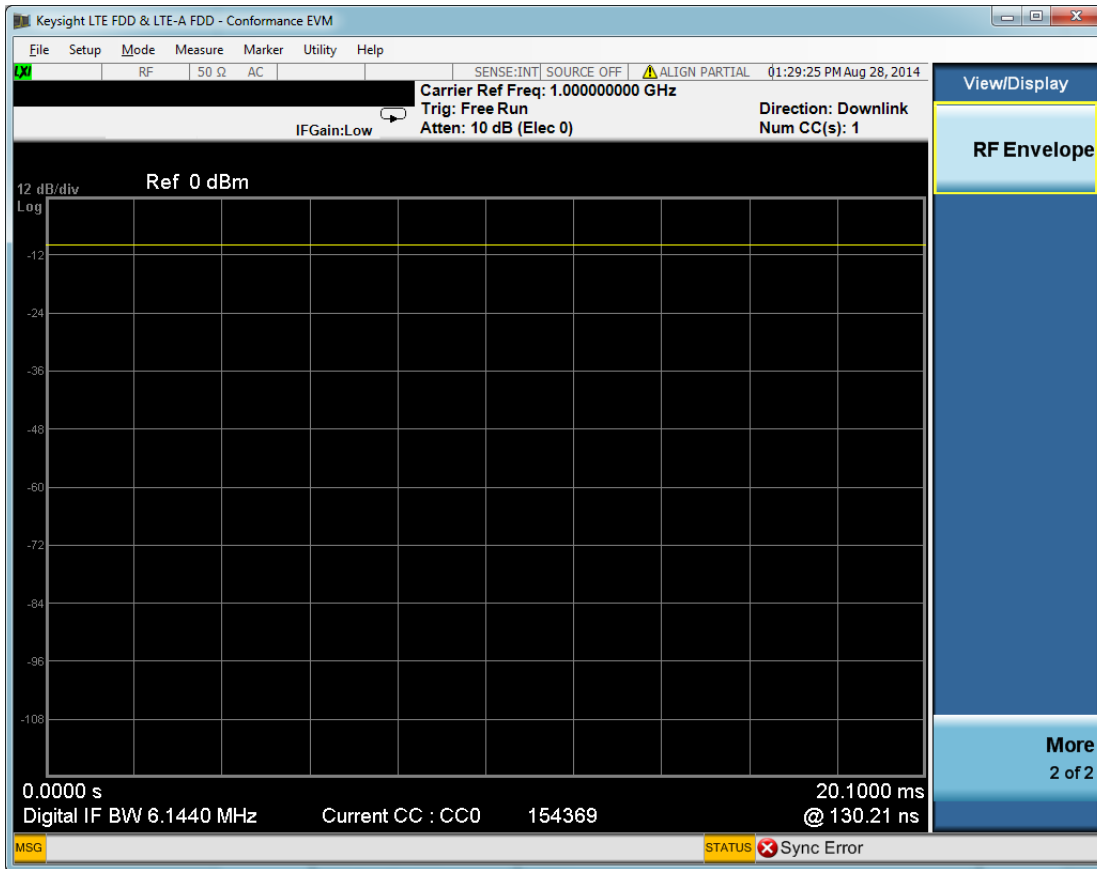 Keysight LTE FDD & LTE-A FDD - Conformance EVM
File Setup Mode Measure Marker Utility Help
LXI RF 50 Ω AC SENSE:INT SOURCE OFF ALIGN PARTIAL 01:29:25 PM Aug 28, 2014
Carrier Ref Freq: 1.000000000 GHz
Trig: Free Run Direction: Downlink
IFGain:Low Atten: 10 dB (Elec 0) Num CC(s): 1
View/Display
RF Envelope
12 dB/div Ref 0 dBm
Log
-12
-24
-36
-48
-60
-72
-84
-96
-108
More
2 of 2
0.0000 s 20.1000 ms
Digital IF BW 6.1440 MHz Current CC : CC0 154369 @ 130.21 ns
MSG STATUS Sync Error